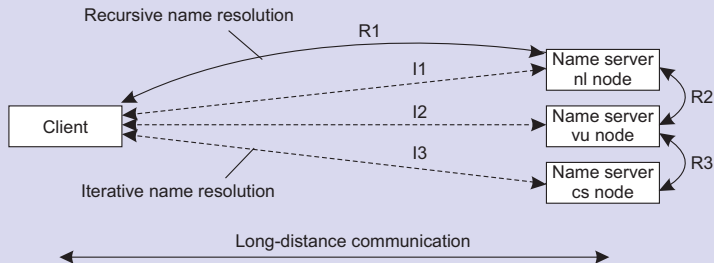 Recursive name resolution
R1
Name server
nl node
I1
R2
Client
I2
Name server
vu node
I3
R3
Name server
cs node
Iterative name resolution
Long-distance communication